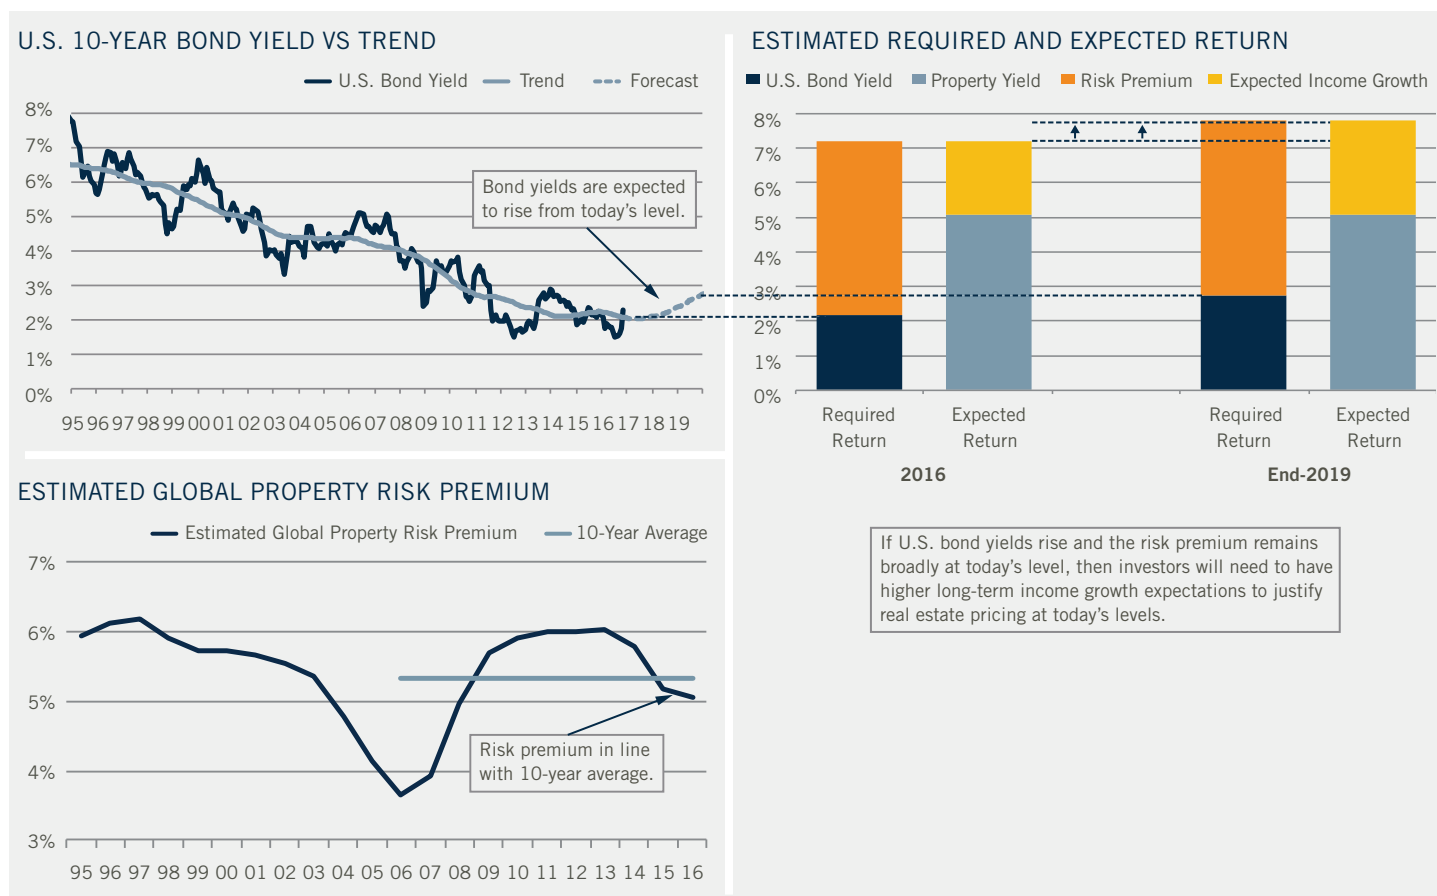 U.S. 10-YEAR BOND YIELD VS TREND
U.S. Bond Yield Trend Forecast
8%
7%
6%
5%
4%
3%
2%
1%
0%
Bond yields are expected
to rise from today's level.
95 96 97 98 99 00 01 02 03 04 05 06 07 08 09 10 11 12 13 14 15 16 17 18 19
ESTIMATED REQUIRED AND EXPECTED RETURN
U.S. Bond Yield Property Yield Risk Premium Expected Income Growth
8%
7%
6%
5%
4%
3%
2%
1%
0%
Required Expected Required Expected
Return Return Return Return
2016 End-2019
If U.S. bond yields rise and the risk premium remains
broadly at today's level, then investors will need to have
higher long-term income growth expectations to justify
real estate pricing at today's levels.
ESTIMATED GLOBAL PROPERTY RISK PREMIUM
Estimated Global Property Risk Premium 10-Year Average
7%
6%
5%
4%
3%
Risk premium in line
with 10-year average.
95 96 97 98 99 00 01 02 03 04 05 06 07 08 09 10 11 12 13 14 15 16